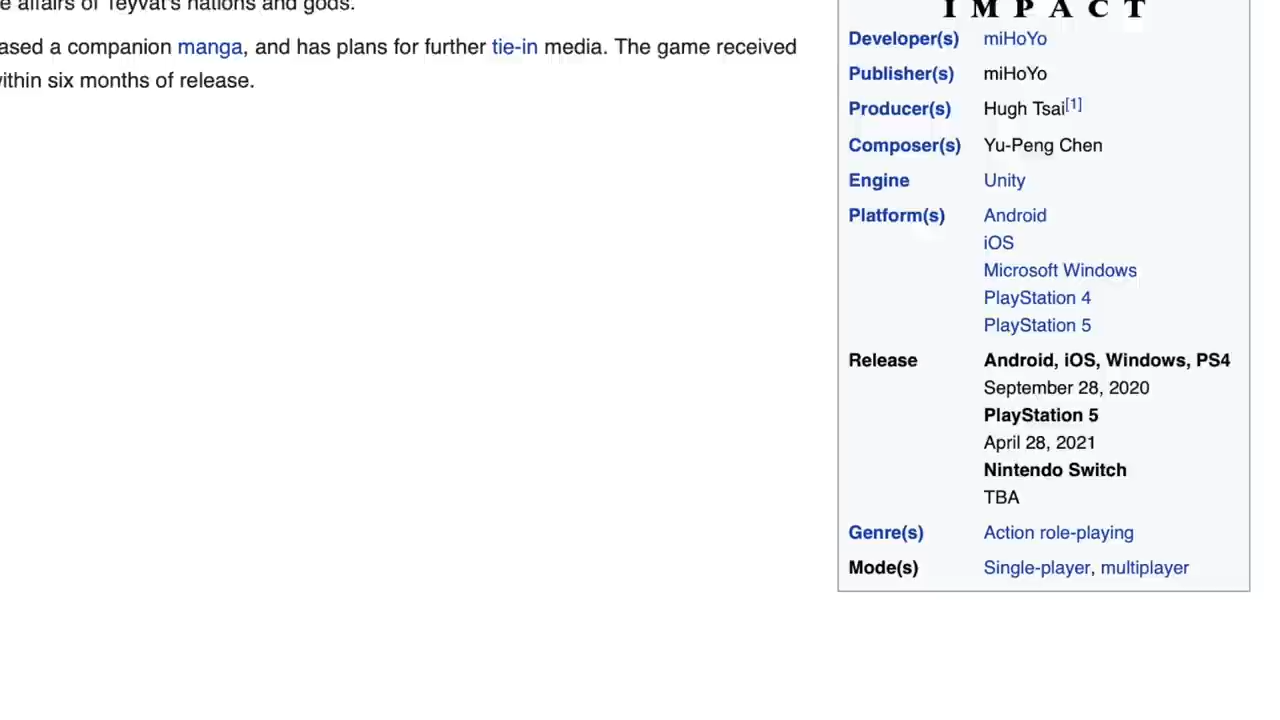 e affairs of Teyvat's nations and gods.
ased a companion manga, and has plans for further tie-in media. The game received
within six months of release.
IMPACT
Developer(s) miHoYo
Publisher(s) miHoYo
Producer(s) Hugh Tsai[1]
Composer(s) Yu-Peng Chen
Engine Unity
Platform(s) Android
iOS
Microsoft Windows
PlayStation 4
PlayStation 5
Release Android, iOS, Windows, PS4
September 28, 2020
PlayStation 5
April 28, 2021
Nintendo Switch
TBA
Genre(s) Action role-playing
Mode(s) Single-player, multiplayer